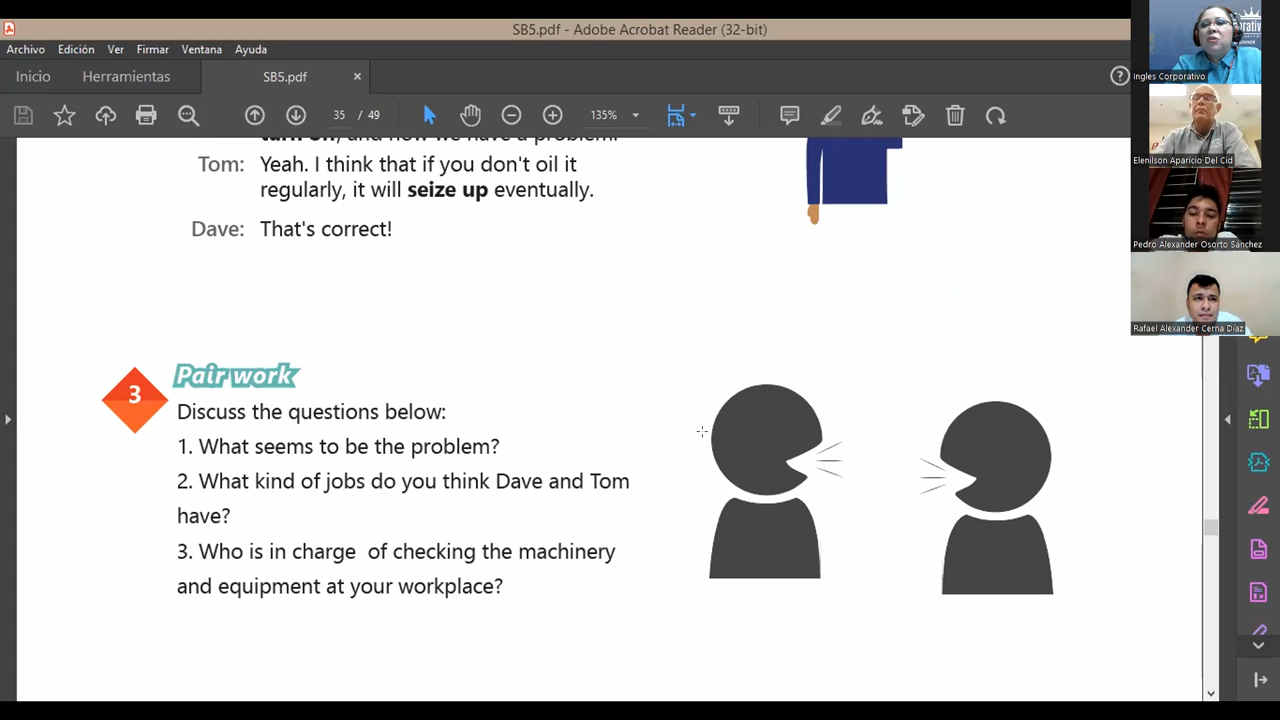 SB5.pdf - Adobe Acrobat Reader (32-bit)
Archivo Edición Ver Firmar Ventana Ayuda
Inicio Herramientas SB5.pdf ×
35 / 49 135%
Tom: Yeah. I think that if you don't oil it
regularly, it will seize up eventually.
Dave: That's correct!
3
Pair work
Discuss the questions below:
1. What seems to be the problem?
2. What kind of jobs do you think Dave and Tom
have?
3. Who is in charge of checking the machinery
and equipment at your workplace?
Ingles Corporativo
Elenilson Aparicio Del Cid
Pedro Alexander Osorto Sánchez
Rafael Alexander Cerna Díaz